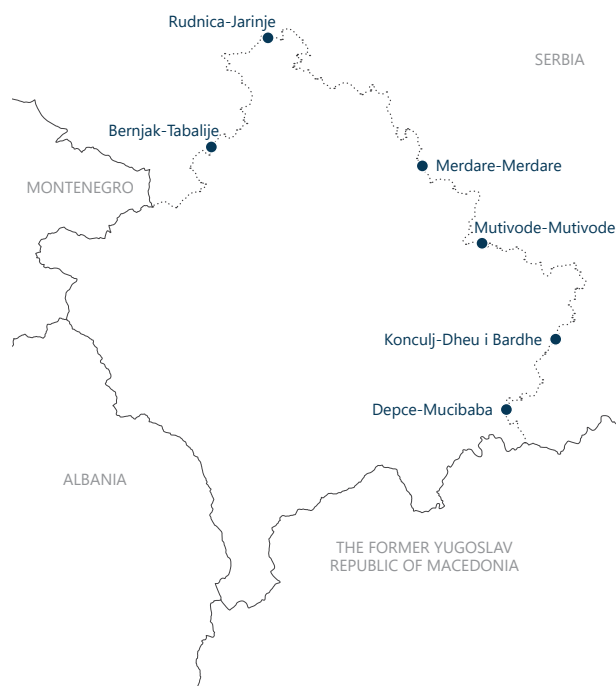 Rudnica-Jarinje
SERBIA
Bernjak-Tabalije
Merdare-Merdare
MONTENEGRO
Mutivode-Mutivode
Konculj-Dheu i Bardhe
Depce-Mucibaba
ALBANIA
THE FORMER YUGOSLAV
REPUBLIC OF MACEDONIA